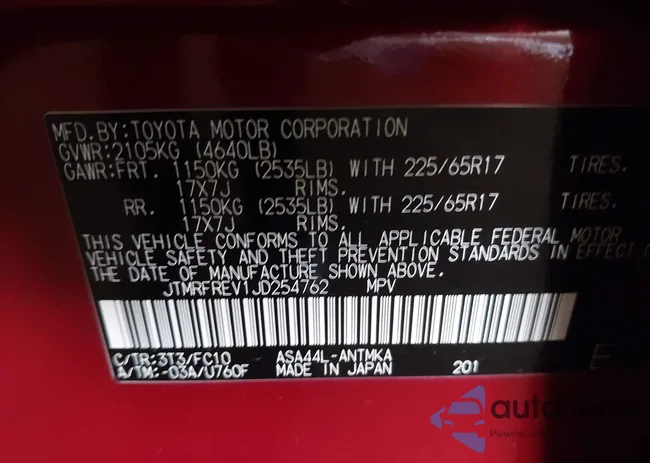 MFD.BY:TOYOTA MOTOR CORPORATION
GVWR:2105KG (4640LB)
GAWR:FRT. 1150KG (2535LB) WITH 225/65R17 TIRES.
17X7J RIMS.
RR. 1150KG (2535LB) WITH 225/65R17 TIRES.
17X7J RIMS.
THIS VEHICLE CONFORMS TO ALL APPLICABLE FEDERAL MOTOR
VEHICLE SAFETY AND THEFT PREVENTION STANDARDS IN EFFECT
THE DATE OF MANUFACTURE SHOWN ABOVE.
JTMRFREV1JD254762 MPV
C/TR:3T3/FC10 ASA44L-ANTMKA
A/TM:-03A/U760F MADE IN JAPAN 201